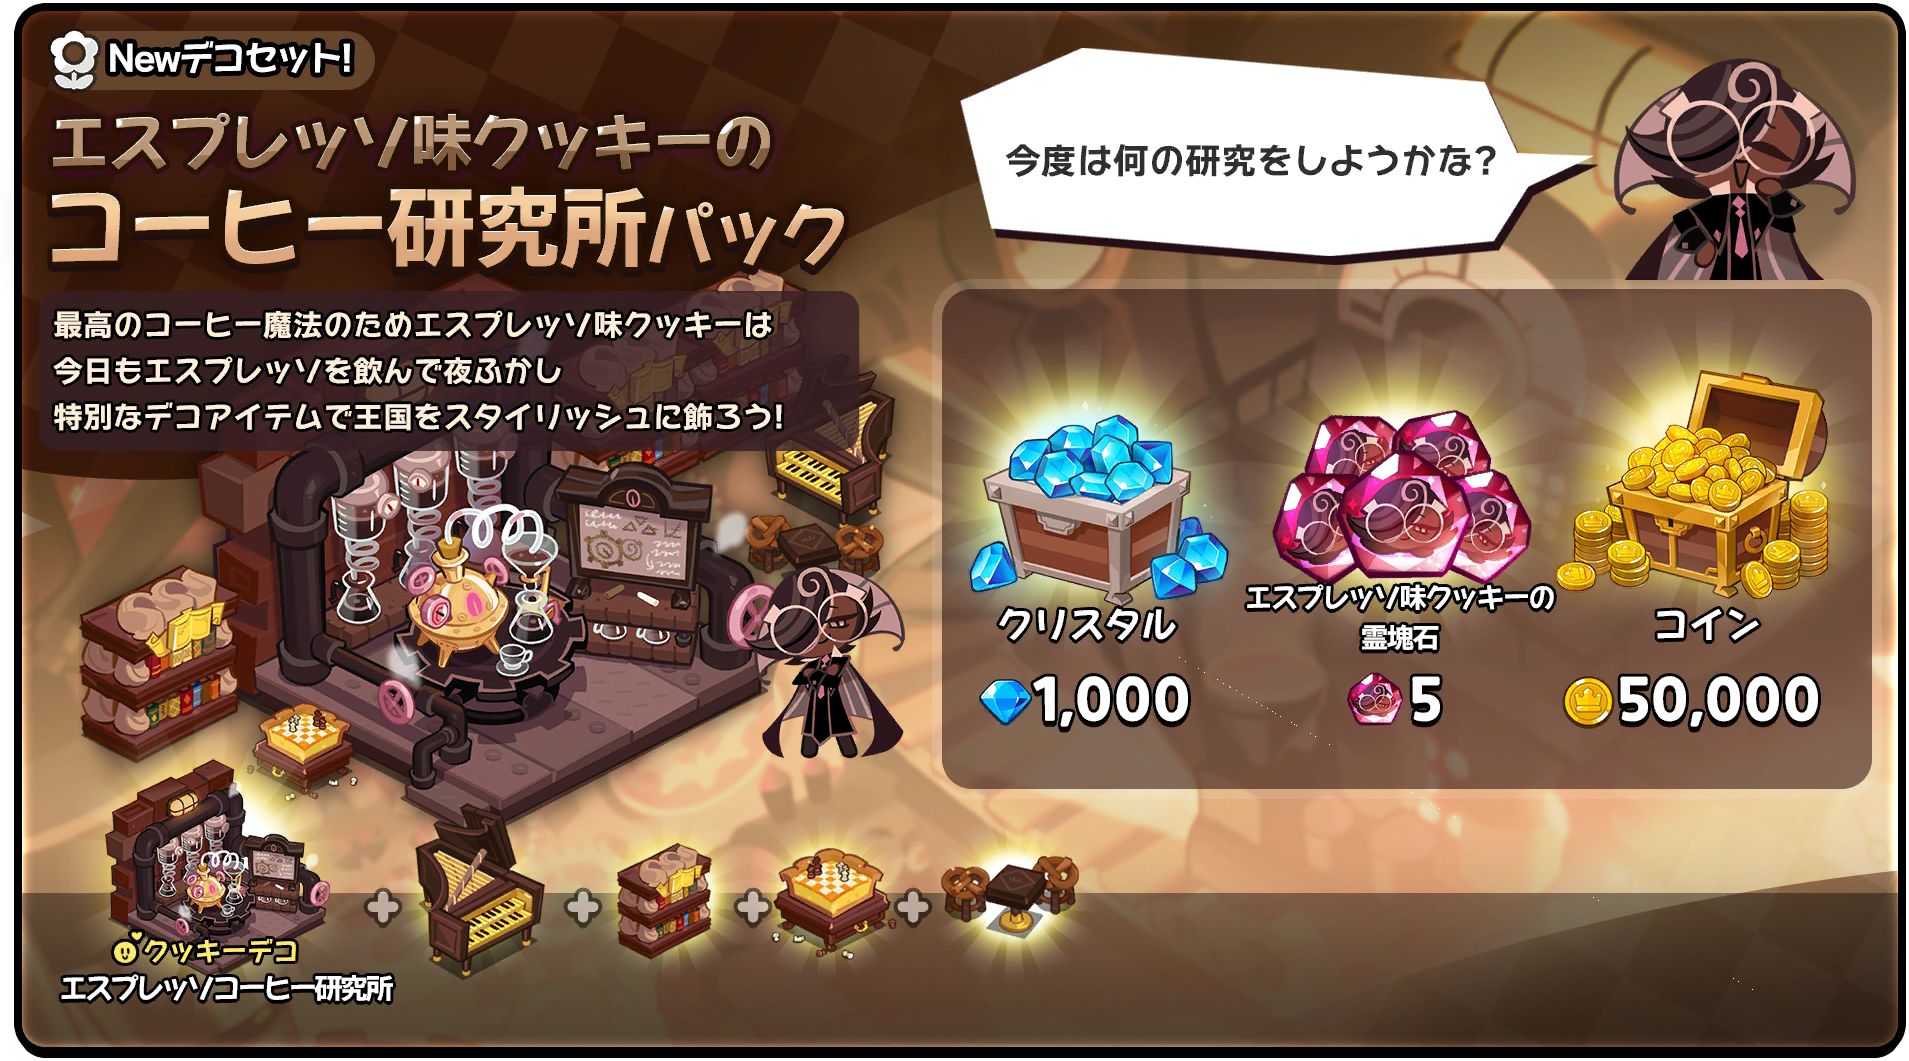 Newデコセット!
エスプレッソ味クッキーの
コーヒー研究所パック
最高のコーヒー魔法のためエスプレッソ味クッキーは
今日もエスプレッソを飲んで夜ふかし
特別なデコアイテムで王国をスタイリッシュに飾ろう!
今度は何の研究をしようかな?
クリスタル
1,000
エスプレッソ味クッキーの
霊塊石
5
コイン
50,000
クッキーデコ
エスプレッソコーヒー研究所